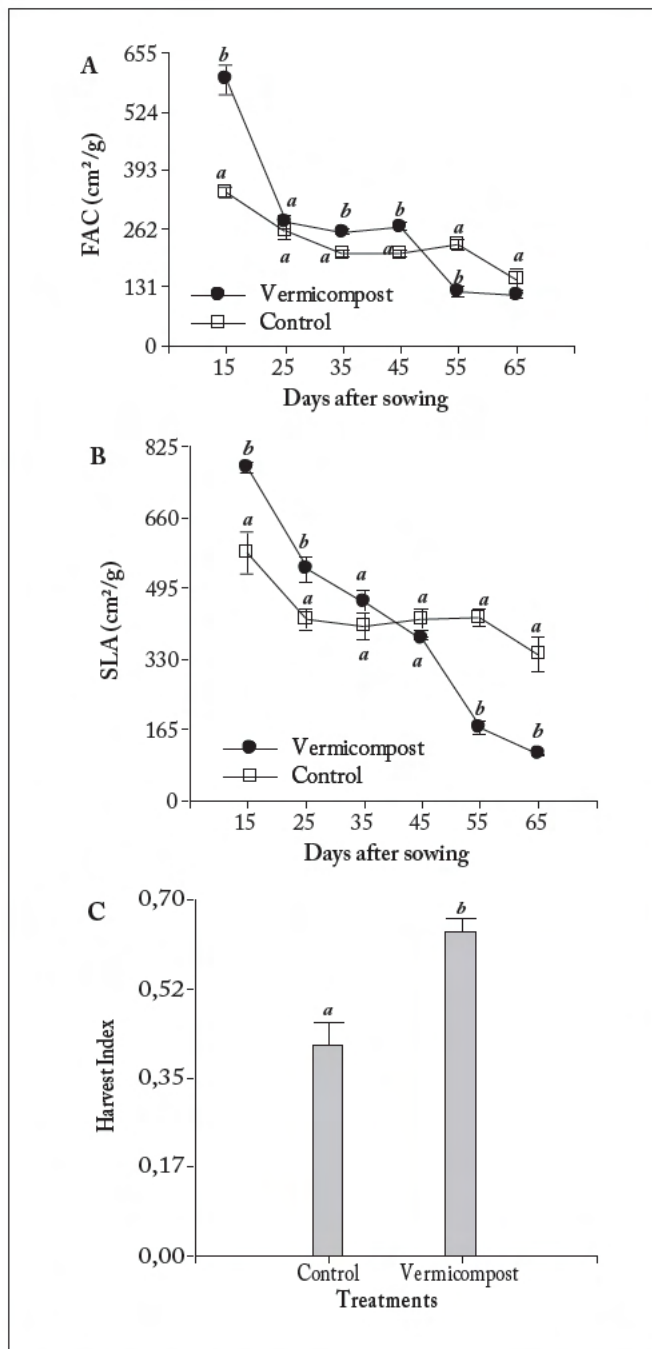 A
655
524
393
262
131
0
FAC (cm²/g)
b
a
a
a
b
a
b
a
a
b
a
Vermicompost
Control
15 25 35 45 55 65
Days after sowing
B
825
660
495
330
165
0
SLA (cm²/g)
b
a
b
a
a
a
a
a
a
b
a
b
Vermicompost
Control
15 25 35 45 55 65
Days after sowing
C
0,70
0,52
0,35
0,17
0,00
Harvest Index
a
b
Control Vermicompost
Treatments